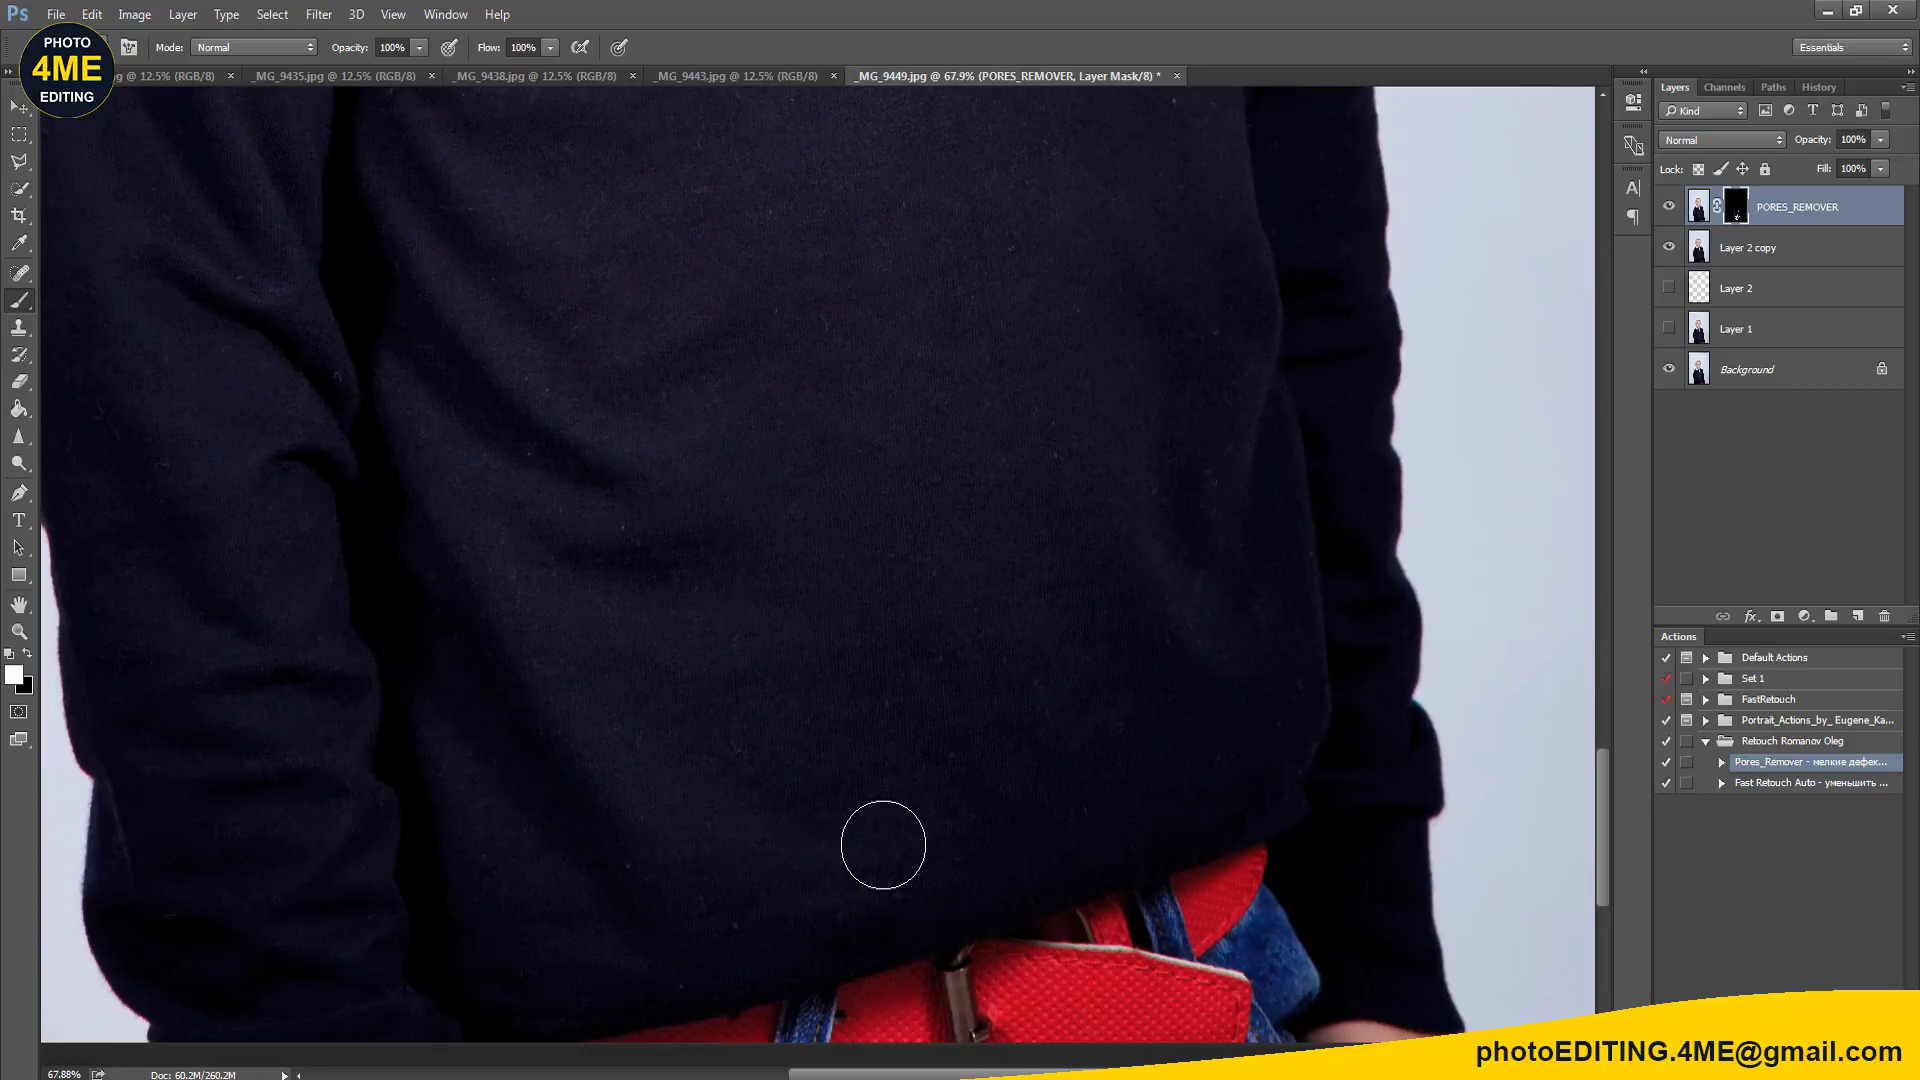 Ps File Edit Image Layer Type Select Filter 3D View Window Help
PHOTO
4ME
EDITING
Mode: Normal Opacity: 100% Flow: 100% Essentials
pg @ 12.5% (RGB/8) × _MG_9435.jpg @ 12.5% (RGB/8) × _MG_9438.jpg @ 12.5% (RGB/8) × _MG_9443.jpg @ 12.5% (RGB/8) × _MG_9449.jpg @ 67.9% (PORES_REMOVER, Layer Mask/8) * ×
Layers Channels Paths History
Kind
Normal Opacity: 100%
Lock: Fill: 100%
PORES_REMOVER
Layer 2 copy
Layer 2
Layer 1
Background
Actions
Default Actions
Set 1
FastRetouch
Portrait_Actions_by_ Eugene_Ka...
Retouch Romanov Oleg
Pores_Remover - мелкие дефек...
Fast Retouch Auto - уменьшить ...
67.88% Doc: 60.2M/260.2M
photoEDITING.4ME@gmail.com